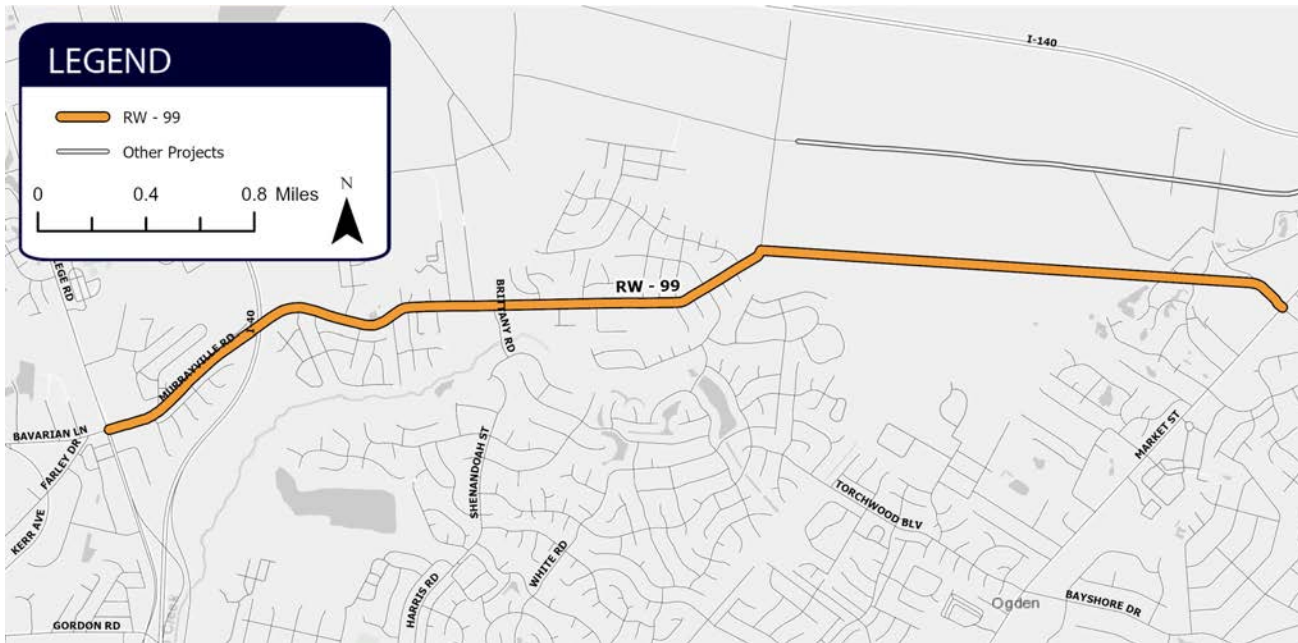 LEGEND
RW - 99
Other Projects
0 0.4 0.8 Miles
N
I-140
RW - 99
BRITTANY RD
I-40
MURRAYVILLE RD
BAVARIAN LN
FARLEY DR
KERR AVE
GORDON RD
SHENANDOAH ST
HARRIS RD
WHITE RD
TORCHWOOD BLV
MARKET ST
Ogden
BAYSHORE DR